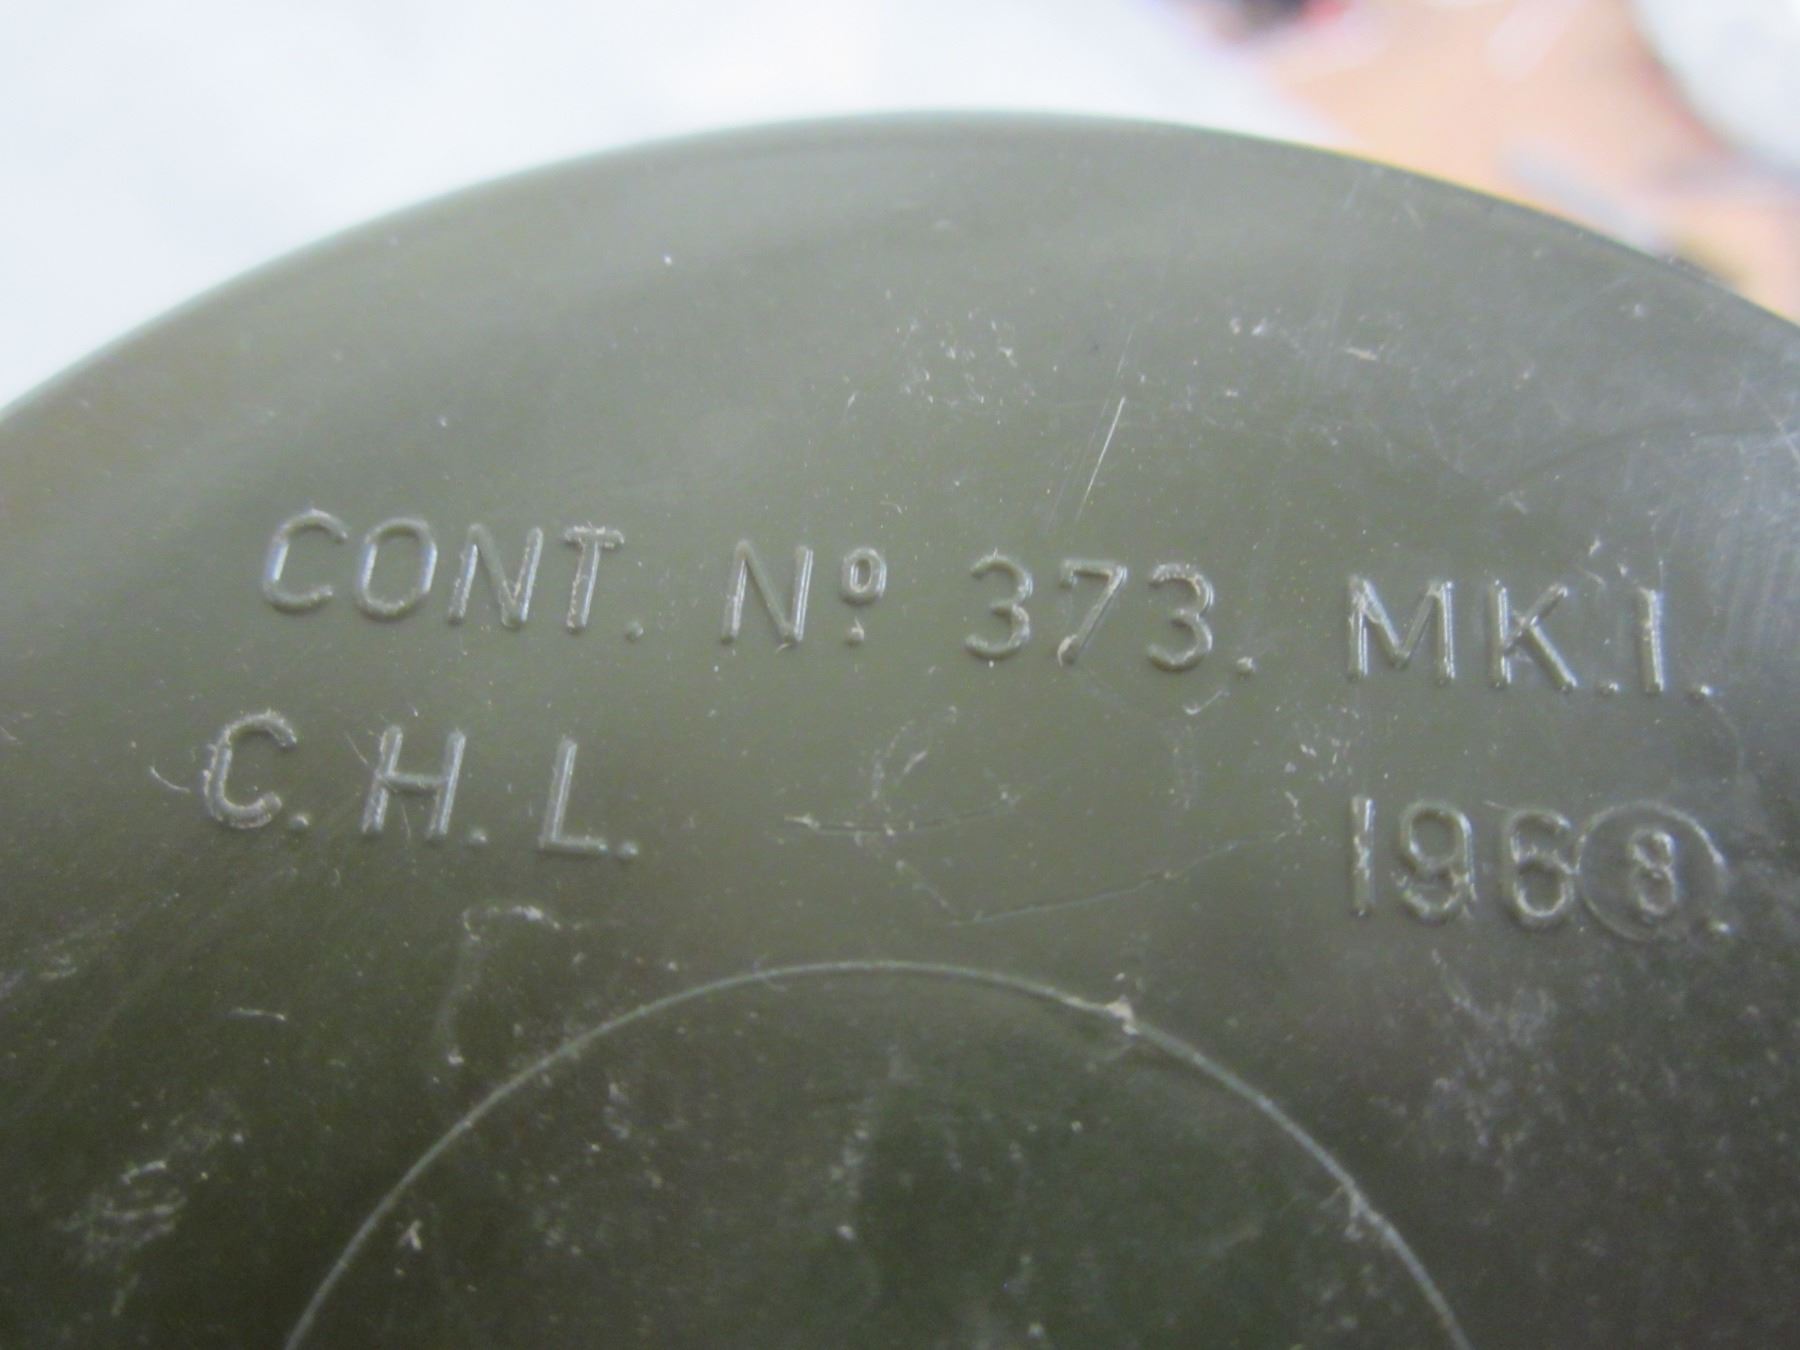 CONT. Nº 373. MK.I.
C.H.L. 1968.